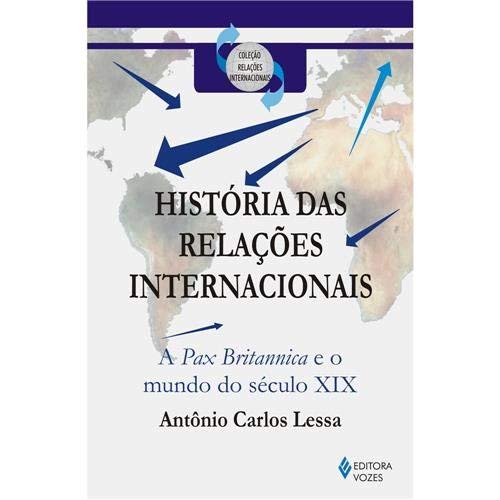 COLEÇÃO
RELAÇÕES
INTERNACIONAIS
HISTÓRIA DAS
RELAÇÕES
INTERNACIONAIS
A Pax Britannica e o
mundo do século XIX
Antônio Carlos Lessa
EDITORA
VOZES